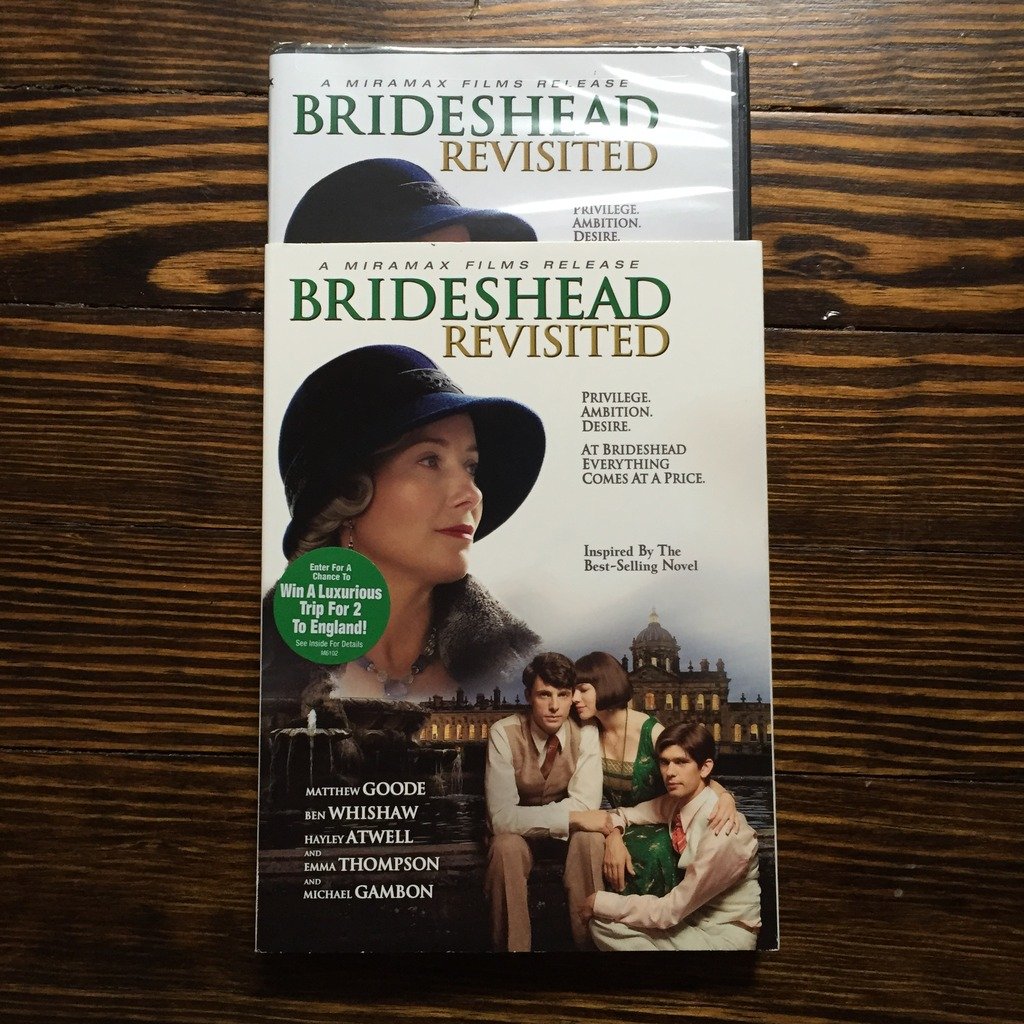 A MIRAMAX FILMS RELEASE
BRIDESHEAD
REVISITED
PRIVILEGE.
AMBITION.
DESIRE.
A MIRAMAX FILMS RELEASE
BRIDESHEAD
REVISITED
PRIVILEGE.
AMBITION.
DESIRE.
AT BRIDESHEAD
EVERYTHING
COMES AT A PRICE.
Inspired By The
Best-Selling Novel
Enter For A
Chance To
Win A Luxurious
Trip For 2
To England!
See Inside For Details
M6102
MATTHEW GOODE
BEN WHISHAW
HAYLEY ATWELL
AND
EMMA THOMPSON
AND
MICHAEL GAMBON